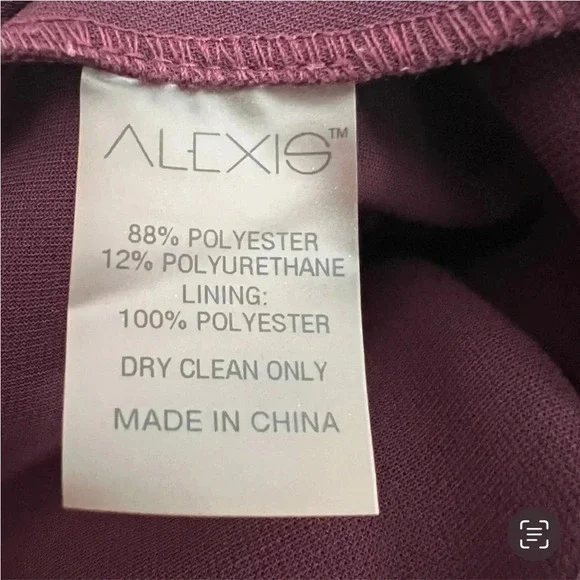 ALEXIS™
88% POLYESTER
12% POLYURETHANE
LINING:
100% POLYESTER
DRY CLEAN ONLY
MADE IN CHINA